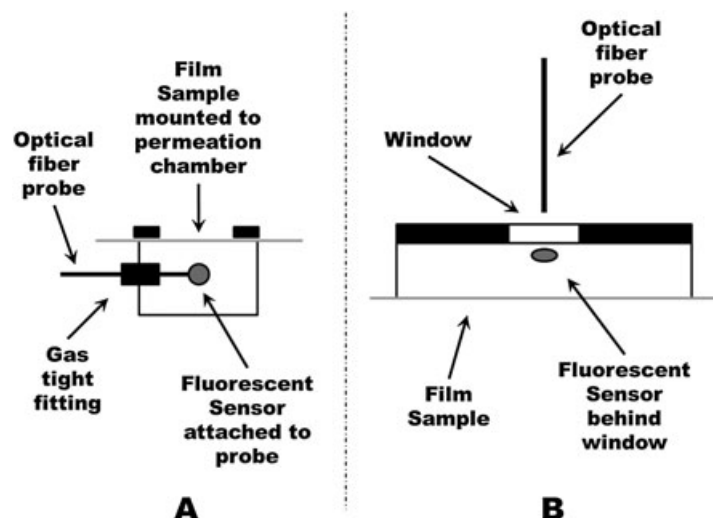 Film
Sample
mounted to
permeation
chamber
Optical
fiber
probe
Gas
tight
fitting
Fluorescent
Sensor
attached to
probe
A
Optical
fiber
probe
Window
Film
Sample
Fluorescent
Sensor
behind
window
B